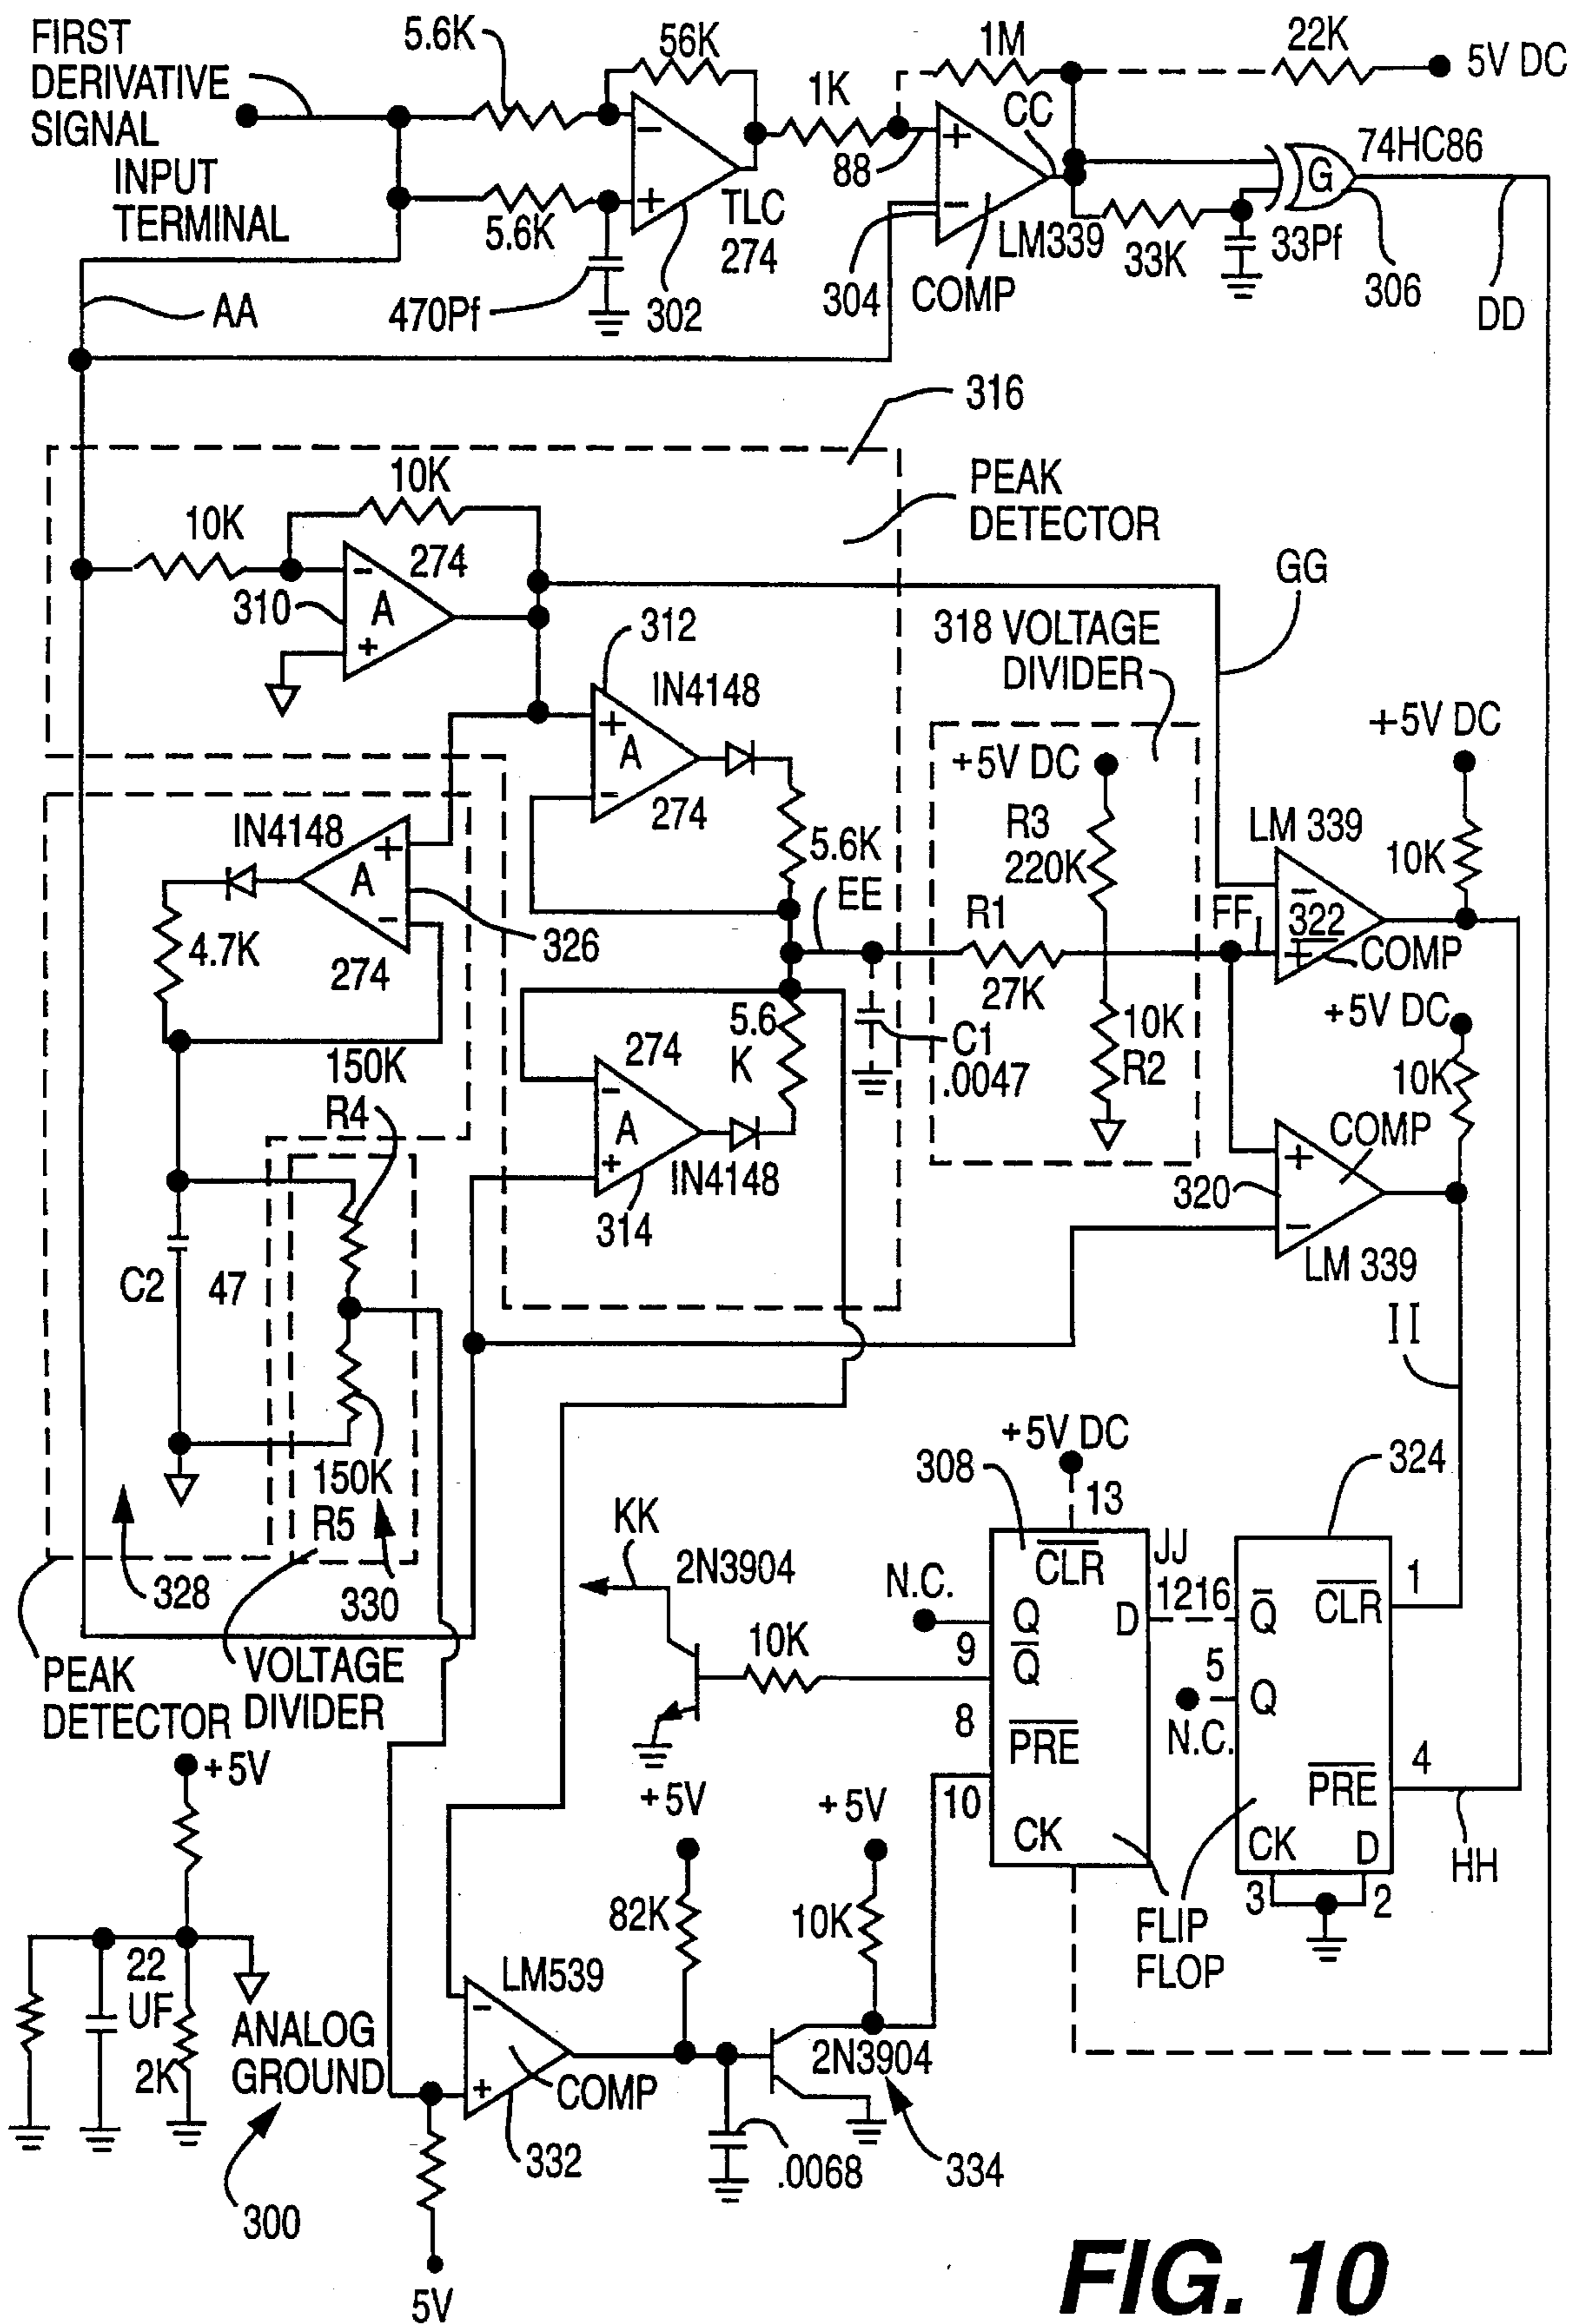 FIRST
DERIVATIVE
SIGNAL
INPUT
TERMINAL
5.6K
56K
1M
22K
5V DC
1K
CC
74HC86
−
+
88
+
−
G
5.6K
TLC
274
LM339
33K
33Pf
306
304
COMP
470Pf
302
DD
AA
316
PEAK
DETECTOR
10K
10K
274
−
A
+
310
GG
312
318 VOLTAGE
DIVIDER
IN4148
+
A
−
274
+5V DC
+5V DC
R3
220K
LM 339
10K
IN4148
+
A
−
5.6K
EE
R1
27K
FF
−
322
+
COMP
4.7K
274
326
+5V DC
5.6
K
C1
.0047
10K
R2
10K
150K
R4
274
−
A
+
IN4148
314
COMP
+
−
320
LM 339
C2
47
II
150K
R5
328
330
PEAK
DETECTOR
VOLTAGE
DIVIDER
+5V DC
308
13
324
KK
2N3904
CLR
JJ
N.C.
Q
D
1216
Q
CLR
1
10K
9
Q
8
5
Q
N.C.
PRE
PRE
4
10
CK
CK
D
HH
3
2
FLIP
FLOP
+5V
+5V
+5V
82K
10K
22
UF
2K
ANALOG
GROUND
LM539
−
+
COMP
2N3904
332
.0068
334
300
5V
FIG. 10